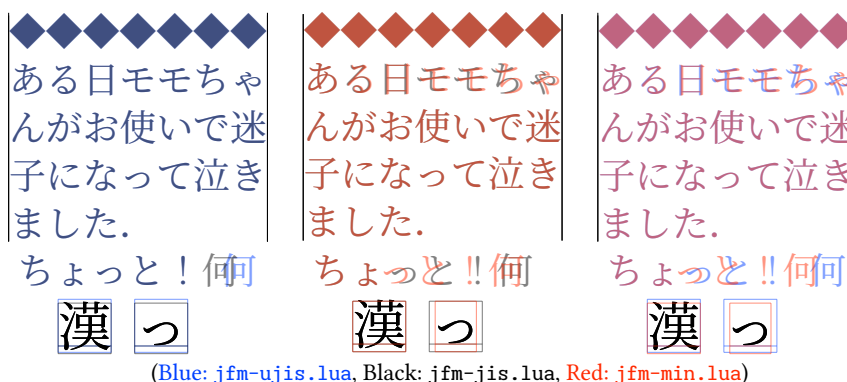 ◆◆◆◆◆◆◆
ある日モモちゃ
んがお使いで迷
子になって泣き
ました.
ちょっと！何
漢 っ
◆◆◆◆◆◆◆
ある日モモちゃ
んがお使いで迷
子になって泣き
ました.
ちょっと!!何
漢 っ
◆◆◆◆◆◆◆
ある日モモちゃ
んがお使いで迷
子になって泣き
ました.
ちょっと!!何
漢 っ
(Blue: jfm-ujis.lua, Black: jfm-jis.lua, Red: jfm-min.lua)